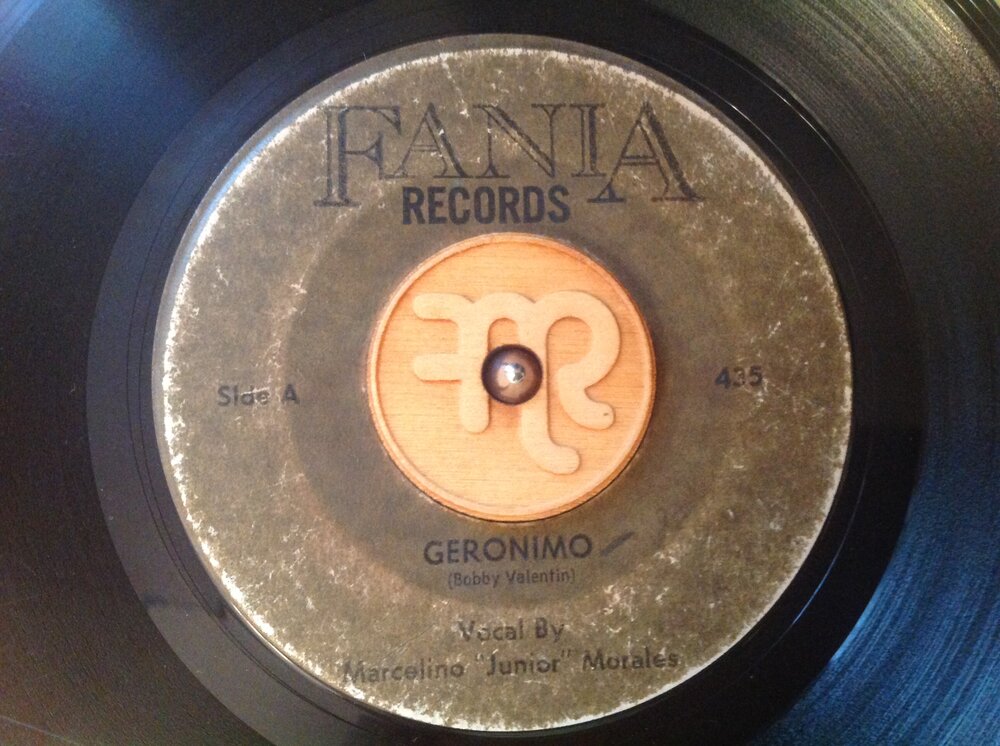 FANIA
RECORDS
Side A
435
GERONIMO
(Bobby Valentin)
Vocal By
Marcelino "Junior" Morales